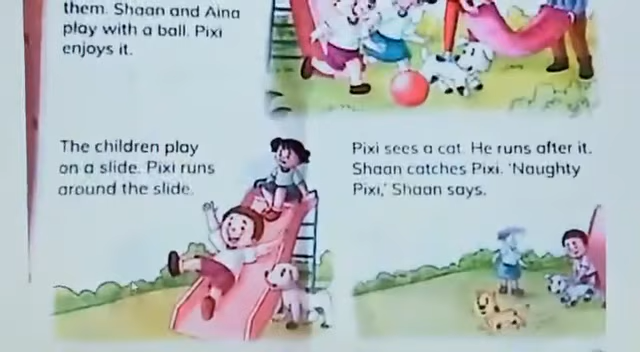 them. Shaan and Aina
play with a ball. Pixi
enjoys it.
The children play
on a slide. Pixi runs
around the slide.
Pixi sees a cat. He runs after it.
Shaan catches Pixi. 'Naughty
Pixi,' Shaan says.